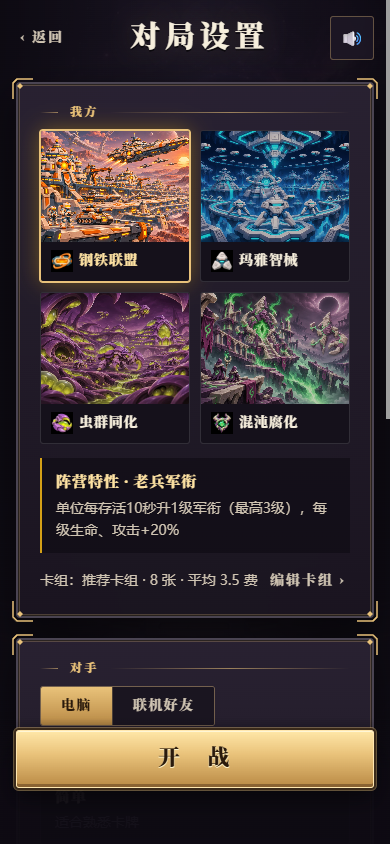 ‹ 返回
对局设置
我方
钢铁联盟
玛雅智械
虫群同化
混沌腐化
阵营特性 · 老兵军衔
单位每存活10秒升1级军衔（最高3级），每
级生命、攻击+20%
卡组：推荐卡组 · 8 张 · 平均 3.5 费 编辑卡组 ›
对手
电脑 联机好友
开 战